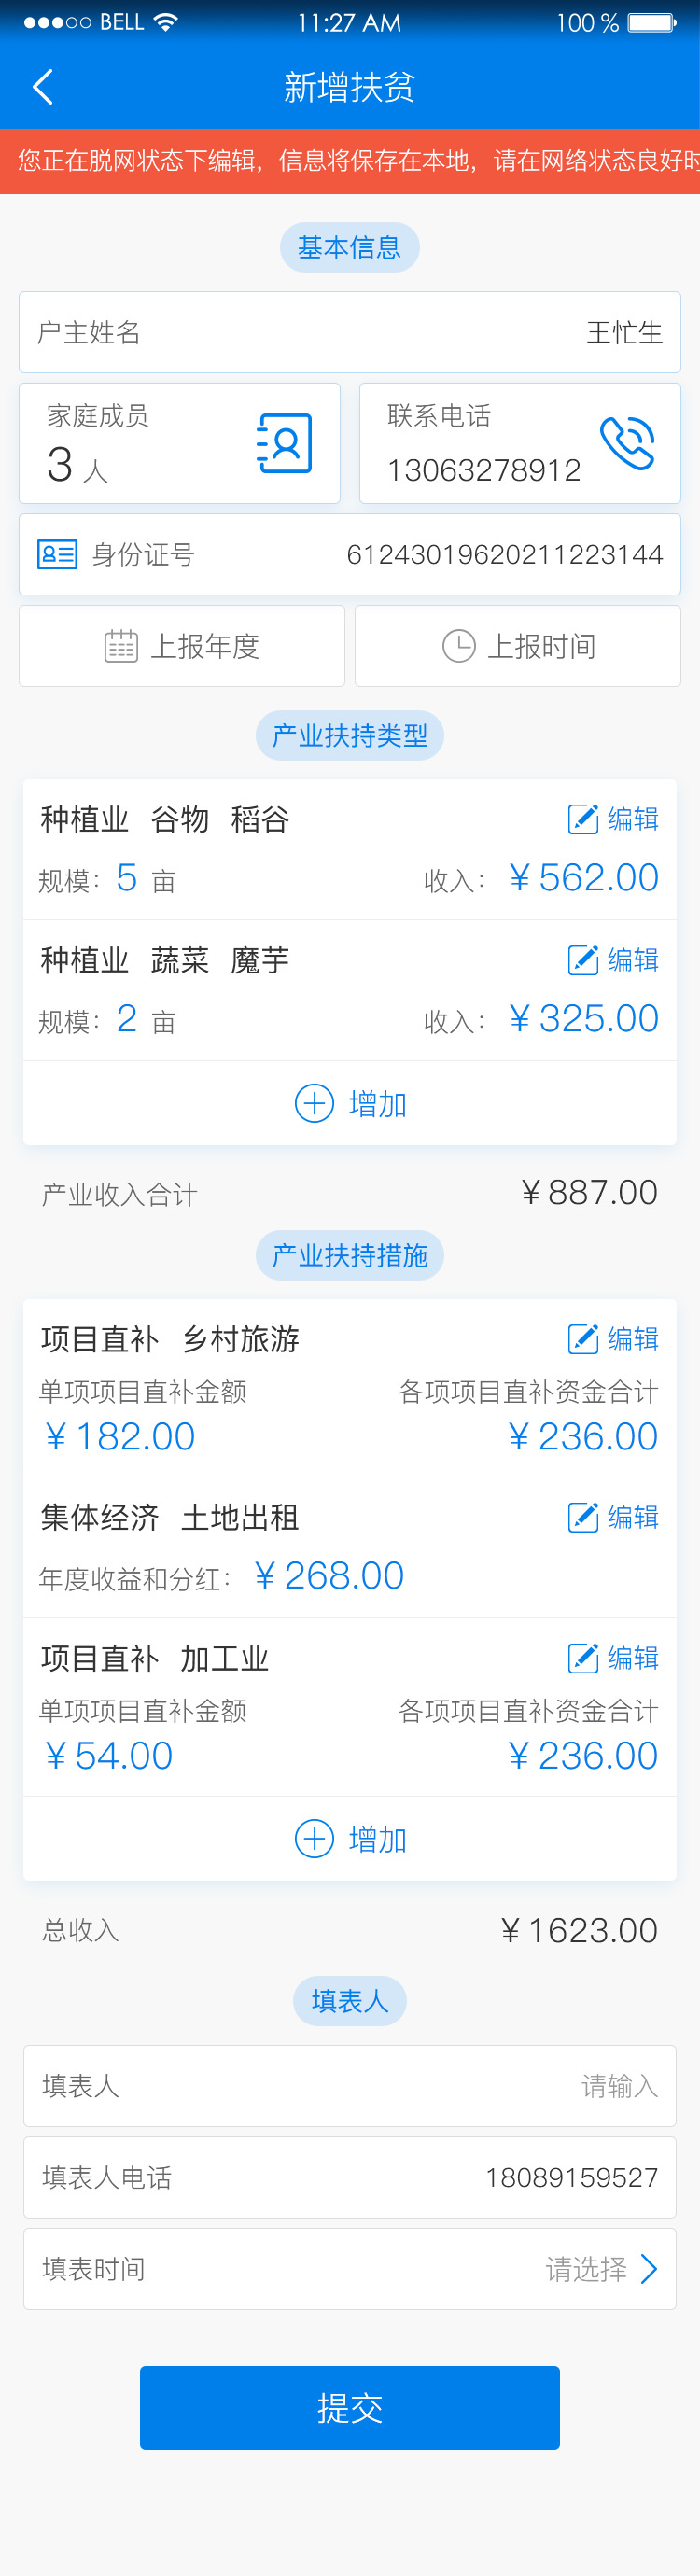 BELL 11:27 AM 100 %
新增扶贫
您正在脱网状态下编辑，信息将保存在本地，请在网络状态良好时
基本信息
户主姓名 王忙生
家庭成员 联系电话
3 人 13063278912
身份证号 61243019620211223144
上报年度 上报时间
产业扶持类型
种植业 谷物 稻谷 编辑
规模： 5 亩 收入： ¥ 562.00
种植业 蔬菜 魔芋 编辑
规模： 2 亩 收入： ¥ 325.00
增加
产业收入合计 ¥ 887.00
产业扶持措施
项目直补 乡村旅游 编辑
单项项目直补金额 各项项目直补资金合计
¥ 182.00 ¥ 236.00
集体经济 土地出租 编辑
年度收益和分红： ¥ 268.00
项目直补 加工业 编辑
单项项目直补金额 各项项目直补资金合计
¥ 54.00 ¥ 236.00
增加
总收入 ¥ 1623.00
填表人
填表人 请输入
填表人电话 18089159527
填表时间 请选择
提交